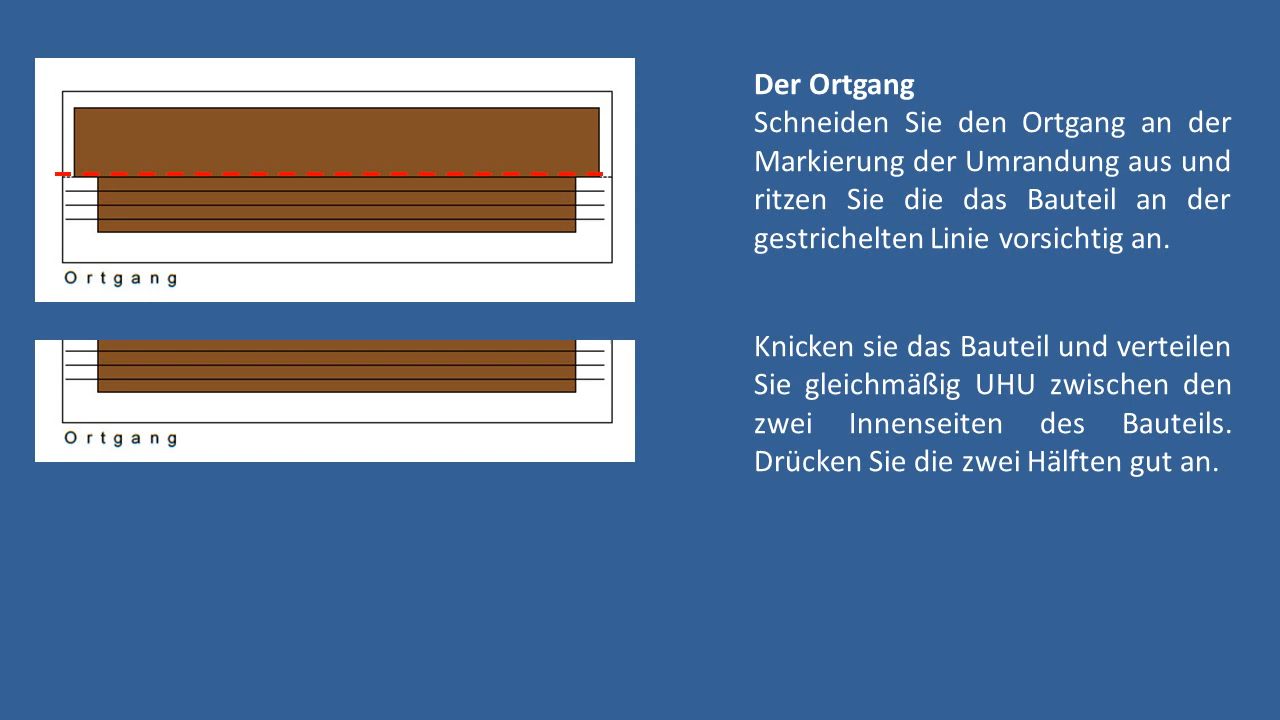 Der Ortgang
Schneiden Sie den Ortgang an der
Markierung der Umrandung aus und
ritzen Sie die das Bauteil an der
gestrichelten Linie vorsichtig an.
Ortgang
Knicken sie das Bauteil und verteilen
Sie gleichmäßig UHU zwischen den
zwei Innenseiten des Bauteils.
Drücken Sie die zwei Hälften gut an.
Ortgang